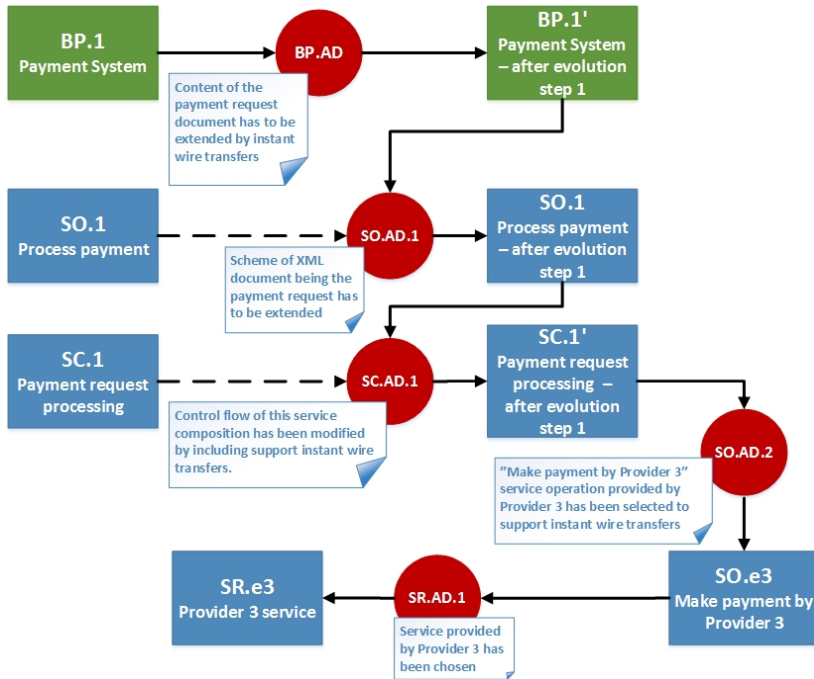 BP.1
Payment System
BP.AD
BP.1'
Payment System
– after evolution
step 1
Content of the
payment request
document has to be
extended by instant
wire transfers
SO.1
Process payment
SO.AD.1
SO.1
Process payment
– after evolution
step 1
Scheme of XML
document being the
payment request has
to be extended
SC.1
Payment request
processing
SC.AD.1
SC.1'
Payment request
processing –
after evolution
step 1
Control flow of this service
composition has been modified
by including support instant wire
transfers.
SO.AD.2
"Make payment by Provider 3"
service operation provided by
Provider 3 has been selected to
support instant wire transfers
SR.e3
Provider 3 service
SR.AD.1
SO.e3
Make payment by
Provider 3
Service provided
by Provider 3 has
been chosen